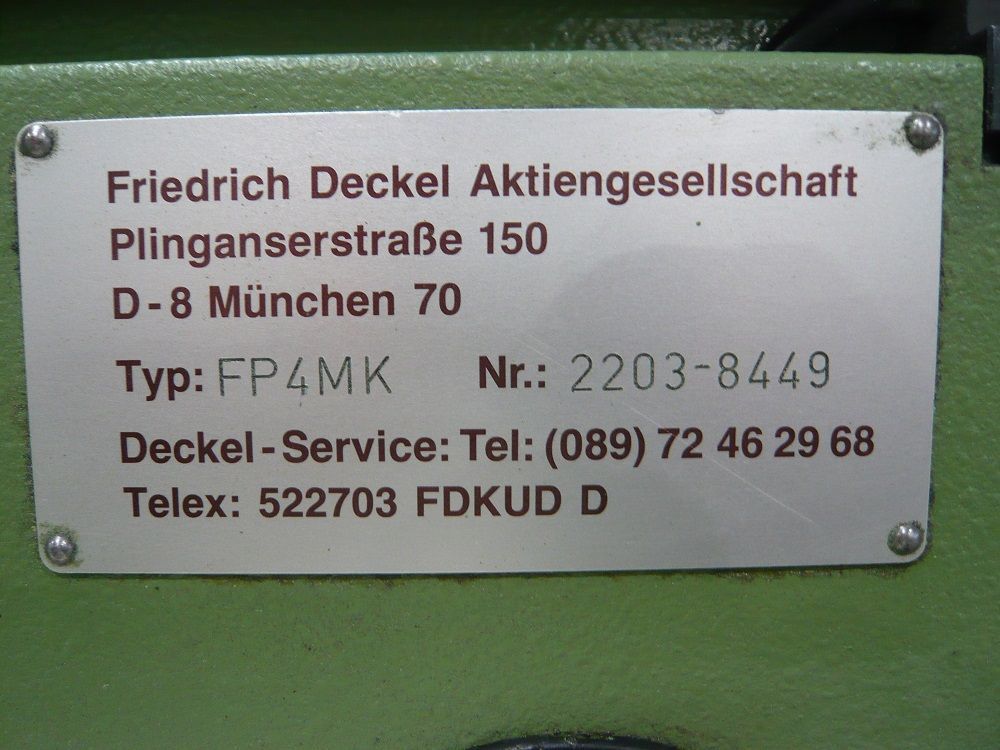 Friedrich Deckel Aktiengesellschaft
Plinganserstraße 150
D-8 München 70
Typ: FP4MK Nr.: 2203-8449
Deckel-Service: Tel: (089) 72 46 29 68
Telex: 522703 FDKUD D